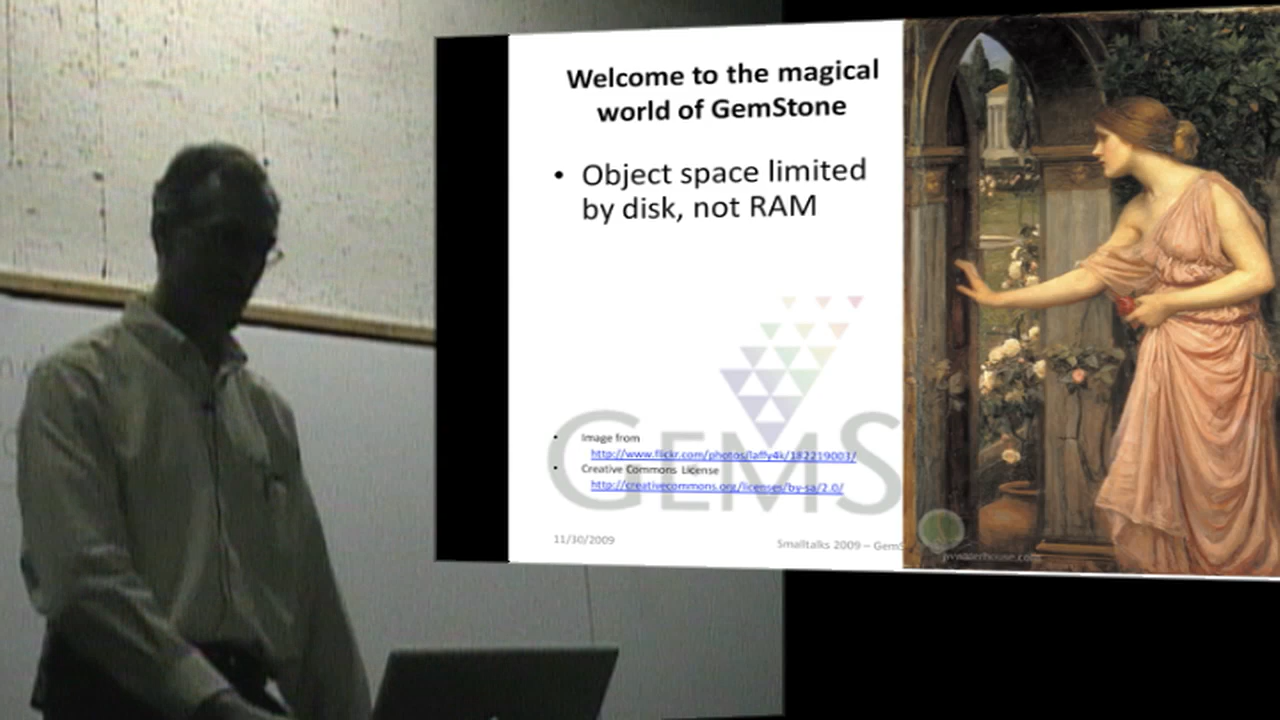 Welcome to the magical
world of GemStone
• Object space limited
by disk, not RAM
GEMS
• Image from
http://www.flickr.com/photos/laffy4k/182219003/
• Creative Commons License
http://creativecommons.org/licenses/by-sa/2.0/
11/30/2009
Smalltalks 2009 – GemS